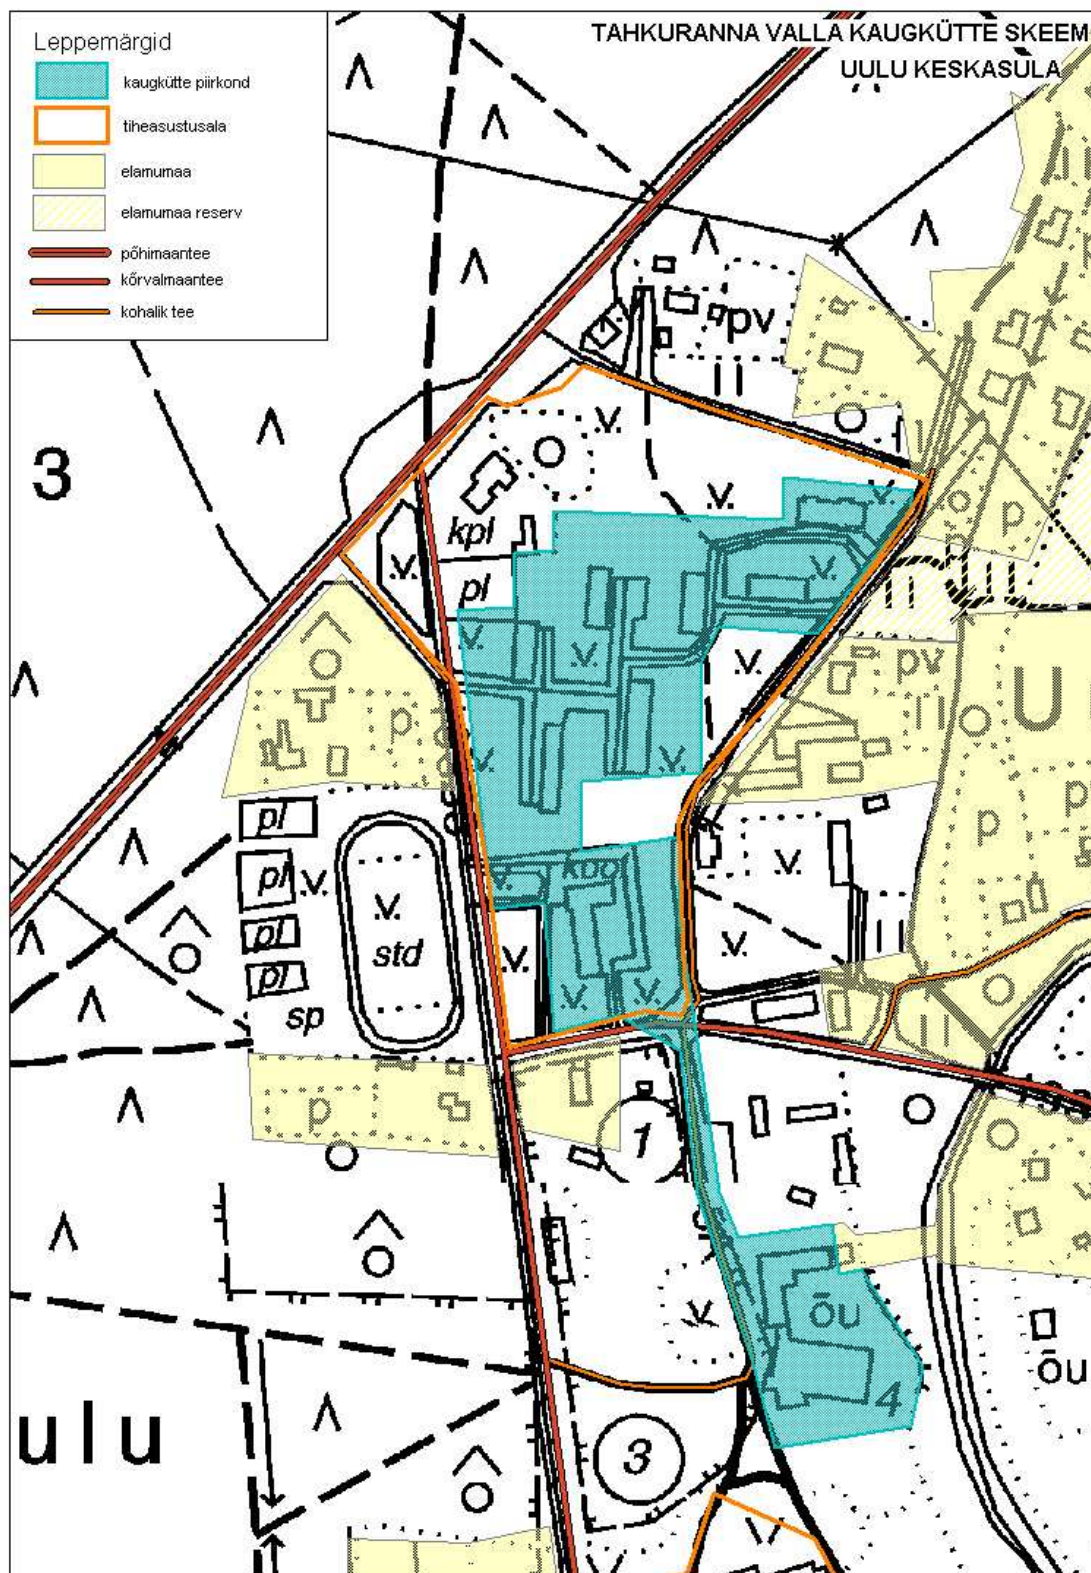 TAHKURANNA VALLA KAUGKÜTTE SKEEM
UULU KESKASULA
Leppemärgid
kaugkütte piirkond
tiheasustusala
elamumaa
elamumaa reserv
põhimaantee
kõrvalmaantee
kohalik tee
pv
3
kpl
p
pl
pv
U
p
pl
p
p
pl
koo
pl
std
pl
sp
p
1
õu
õu
4
ulu
3